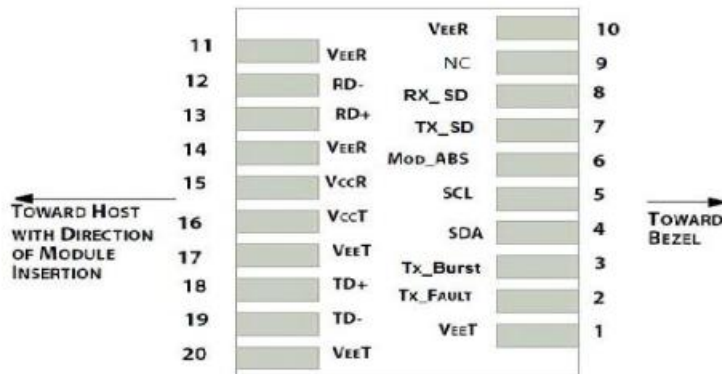 11 VEER
12 RD-
13 RD+
14 VEER
15 VCCR
16 VCCT
17 VEET
18 TD+
19 TD-
20 VEET
TOWARD HOST
WITH DIRECTION
OF MODULE
INSERTION
VEER 10
NC 9
RX_SD 8
TX_SD 7
MOD_ABS 6
SCL 5
SDA 4
Tx_Burst 3
TX_FAULT 2
VEET 1
TOWARD
BEZEL